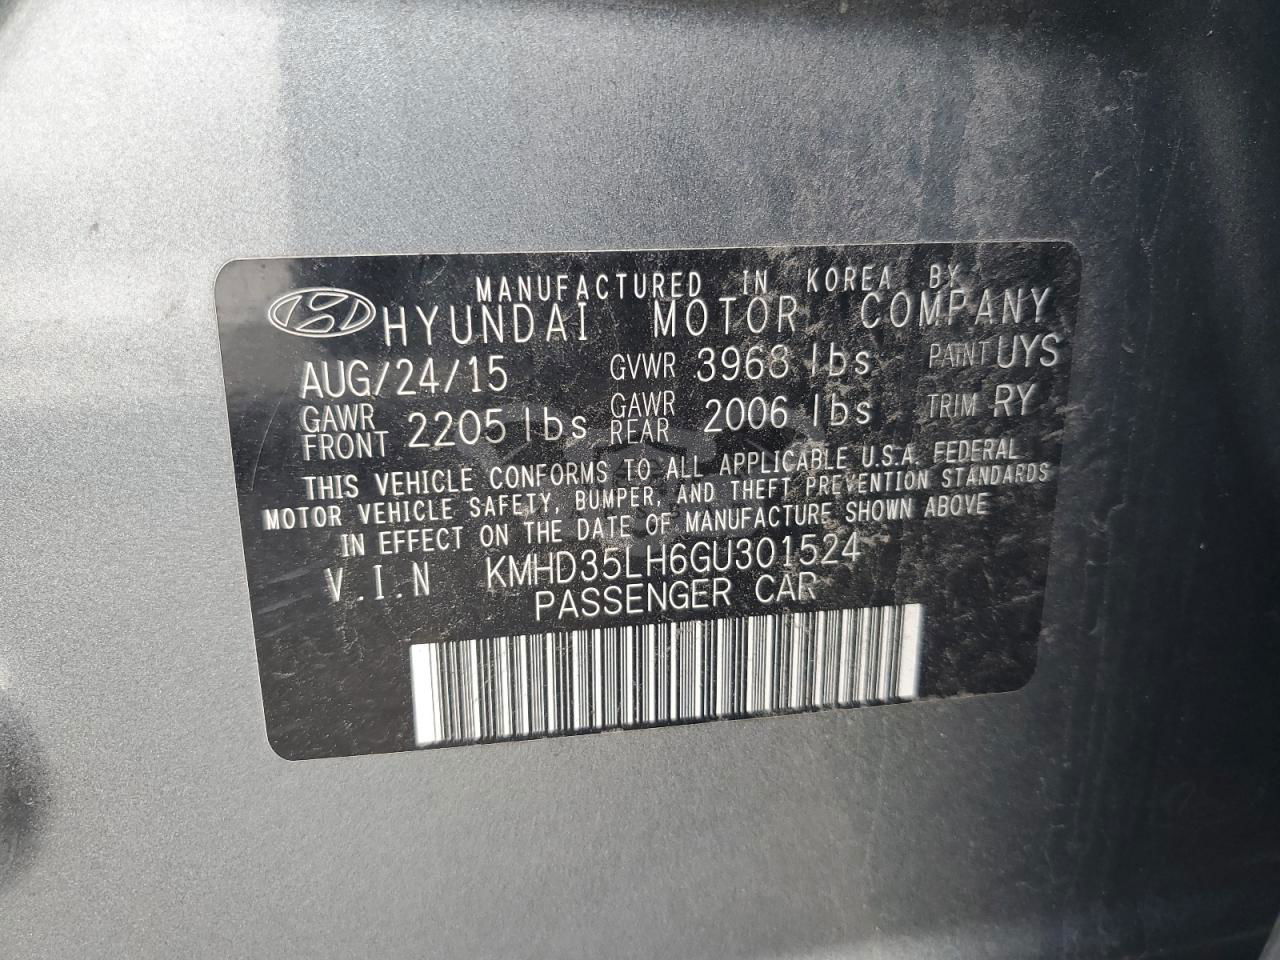 MANUFACTURED IN KOREA BY
HYUNDAI MOTOR COMPANY
AUG/24/15 GVWR 3968 lbs PAINT UYS
GAWR FRONT 2205 lbs GAWR REAR 2006 lbs TRIM RY
THIS VEHICLE CONFORMS TO ALL APPLICABLE U.S.A. FEDERAL
MOTOR VEHICLE SAFETY, BUMPER, AND THEFT PREVENTION STANDARDS
IN EFFECT ON THE DATE OF MANUFACTURE SHOWN ABOVE
V.I.N KMHD35LH6GU301524
PASSENGER CAR